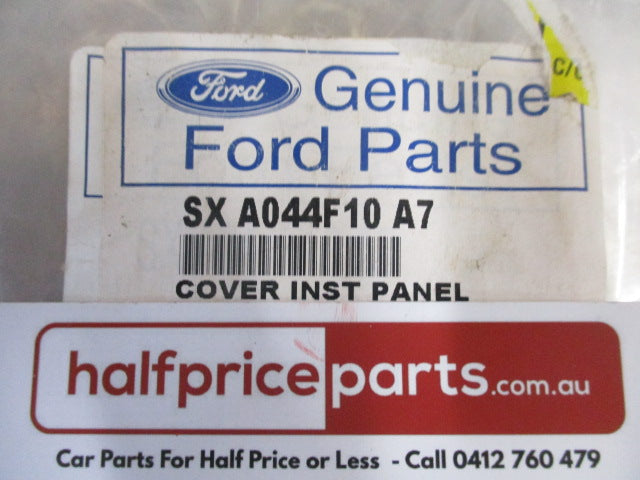 C/C
Ford Genuine
Ford Parts
SX A044F10 A7
COVER INST PANEL
halfpriceparts.com.au
Car Parts For Half Price or Less - Call 0412 760 479